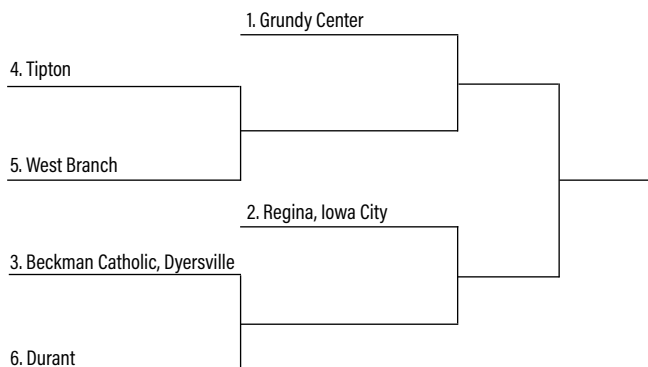 1. Grundy Center
4. Tipton
5. West Branch
2. Regina, Iowa City
3. Beckman Catholic, Dyersville
6. Durant